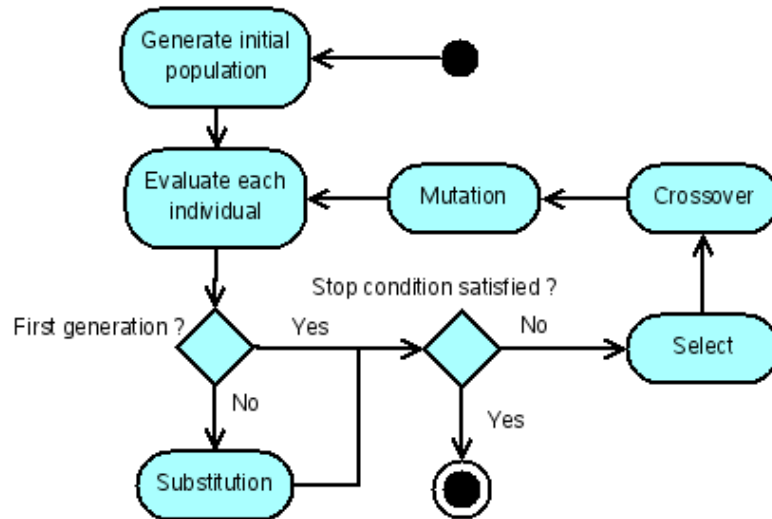 Generate initial
population
Evaluate each
individual
Mutation
Crossover
Stop condition satisfied ?
First generation ?
Yes
No
Select
No
Yes
Substitution